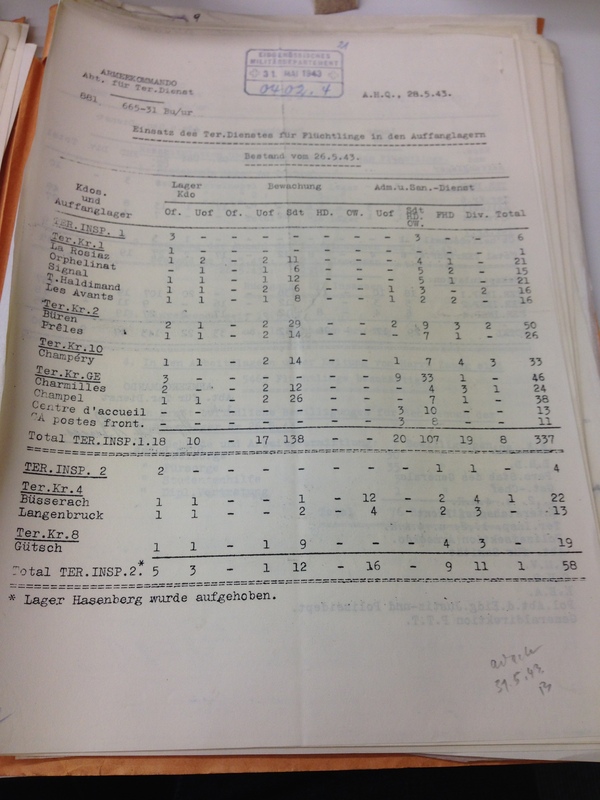 21
EIDGENÖSSISCHES
MILITÄRDEPARTEMENT
31. MAI 1943
0402.4
ARMEEKOMMANDO
Abt. für Ter.Dienst
881 665-31 Bu/ur
A.H.Q., 28.5.43.
Einsatz des Ter.Dienstes für Flüchtlinge in den Auffanglagern
Bestand vom 26.5.43.
Kdos. und Auffanglager Lager Kdo Bewachung Adm.u.San.-Dienst
Of. Uof Of. Uof Sdt HD. OW. Uof Sdt HD. OW. FHD Div. Total
TER.INSP. 1 3 - - - - - - - 3 - - 6
Ter.Kr.1
La Rosiaz 1 - - - - - - - - - - 1
Orphelinat 1 2 - 2 11 - - - 4 1 - 21
Signal - 1 - 1 6 - - - 5 2 - 15
T.Haldimand 1 1 - 1 12 - - - 5 1 - 21
Les Avants 1 1 - 2 6 - - 1 3 - 2 16
1 1 - 1 8 - - 1 2 2 - 16
Ter.Kr.2
Büren 2 1 - 2 29 - - 2 9 3 2 50
Prêles 1 1 - 2 14 - - - 7 1 - 26
Ter.Kr.10
Champéry 1 1 - 2 14 - - 1 7 4 3 33
Ter.Kr.GE 3 - - - - - - 9 33 1 - 46
Charmilles 2 - - 2 12 - - - 4 3 1 24
Champel 1 1 - 2 26 - - - 7 1 - 38
Centre d'accueil - - - - - - - 3 10 - - 13
postes front. - - - - - - - 3 8 - - 11
Total TER.INSP.1.18 10 - 17 138 - - 20 107 19 8 337
TER.INSP. 2 2 - - - - - - - 1 1 - 4
Ter.Kr.4
Büsserach 1 1 - - 1 - 12 - 2 4 1 22
Langenbruck 1 1 - - 2 - 4 - 2 3 - 13
Ter.Kr.8
Gütsch 1 1 - 1 9 - - - 4 3 - 19
Total TER.INSP.2.* 5 3 - 1 12 - 16 - 9 11 1 58
* Lager Hasenberg wurde aufgehoben.
31.5.43